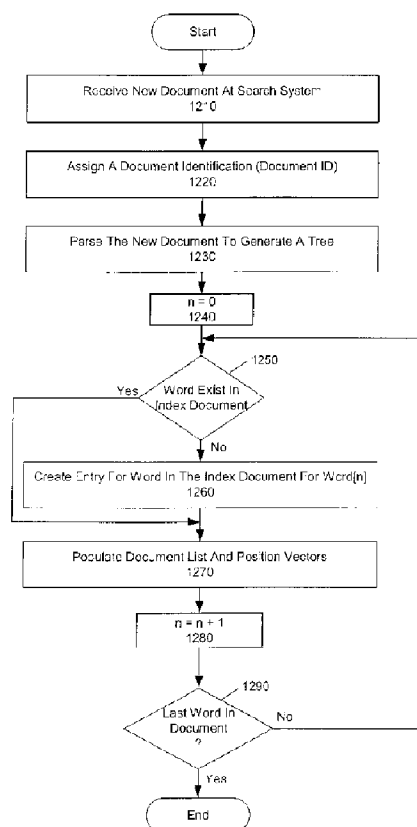 Start
Receive New Document At Search System
1210
Assign A Document Identification (Document ID)
1220
Parse The New Document To Generate A Tree
1230
n = 0
1240
1250
Yes
Word Exist In
Index Document
No
Create Entry For Word In The Index Document For Word[n]
1260
Populate Document List And Position Vectors
1270
n = n + 1
1280
1290
Last Word In
Document
?
No
Yes
End